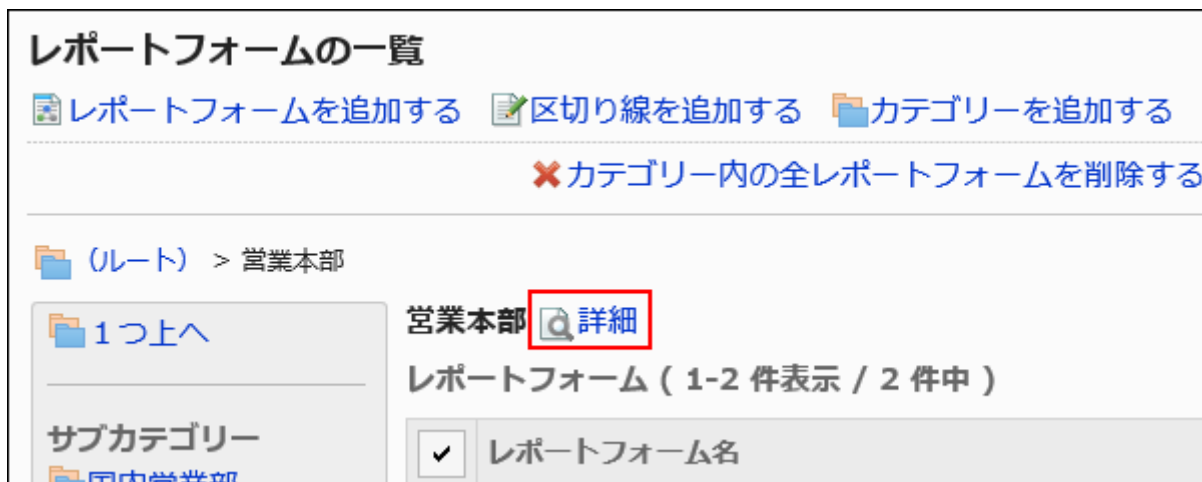 レポートフォームの一覧
レポートフォームを追加する 区切り線を追加する カテゴリーを追加する
カテゴリー内の全レポートフォームを削除する
（ルート） > 営業本部
1つ上へ
営業本部 詳細
レポートフォーム ( 1-2 件表示 / 2 件中 )
サブカテゴリー
レポートフォーム名
国内営業部